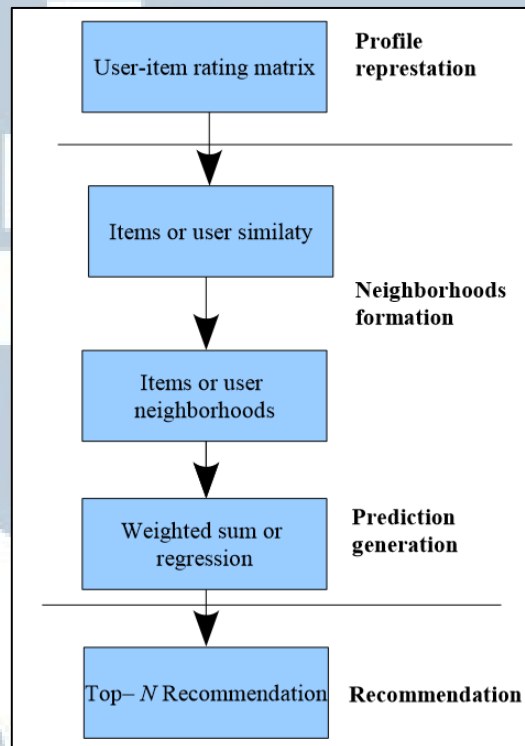 User-item rating matrix
Profile
represtation
Items or user similaty
Neighborhoods
formation
Items or user
neighborhoods
Weighted sum or
regression
Prediction
generation
Top– N Recommendation
Recommendation